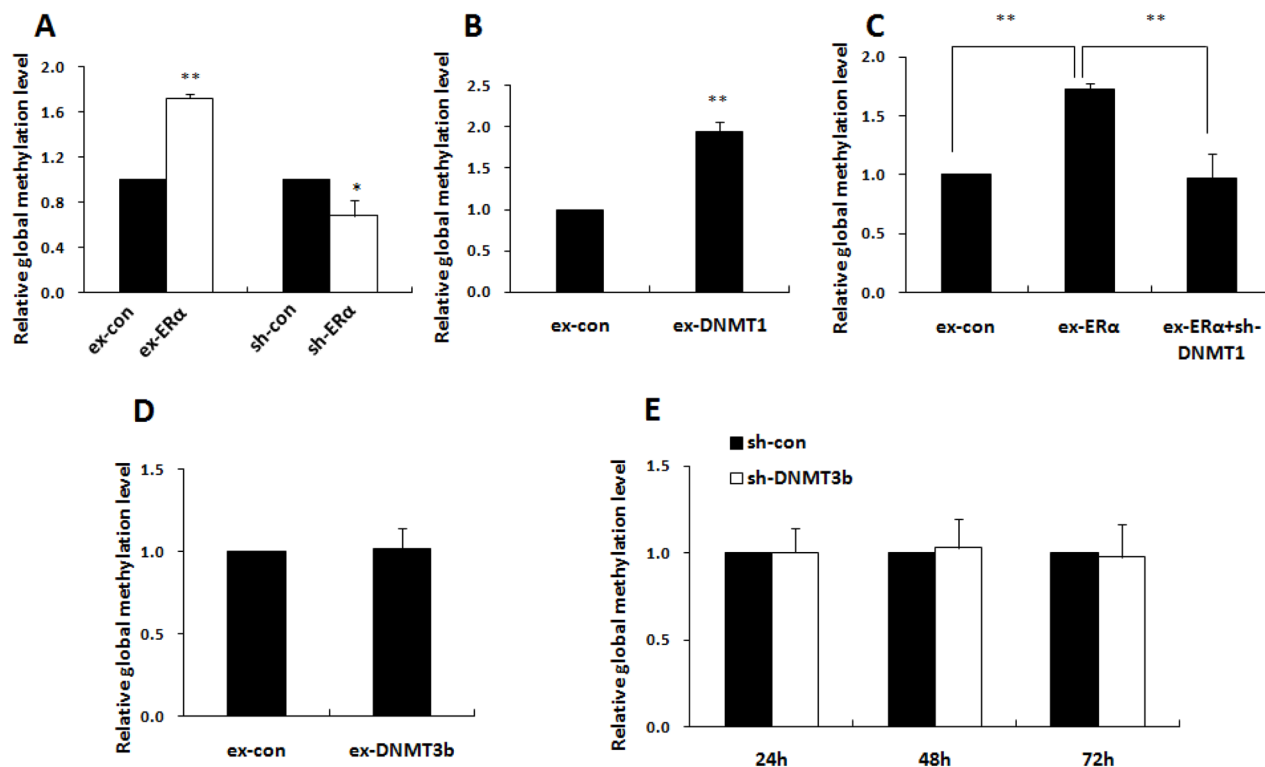 A
Relative global methylation level
2.0
1.6
1.2
0.8
0.4
0.0
**
*
ex-con
ex-ERα
sh-con
sh-ERα
B
Relative global methylation level
2.5
2.0
1.5
1.0
0.5
0.0
**
ex-con
ex-DNMT1
C
Relative global methylation level
2.0
1.5
1.0
0.5
0.0
**
**
ex-con
ex-ERα
ex-ERα+sh-
DNMT1
D
Relative global methylation level
1.5
1.0
0.5
0.0
ex-con
ex-DNMT3b
E
sh-con
sh-DNMT3b
Relative global methylation level
1.5
1.0
0.5
0.0
24h
48h
72h